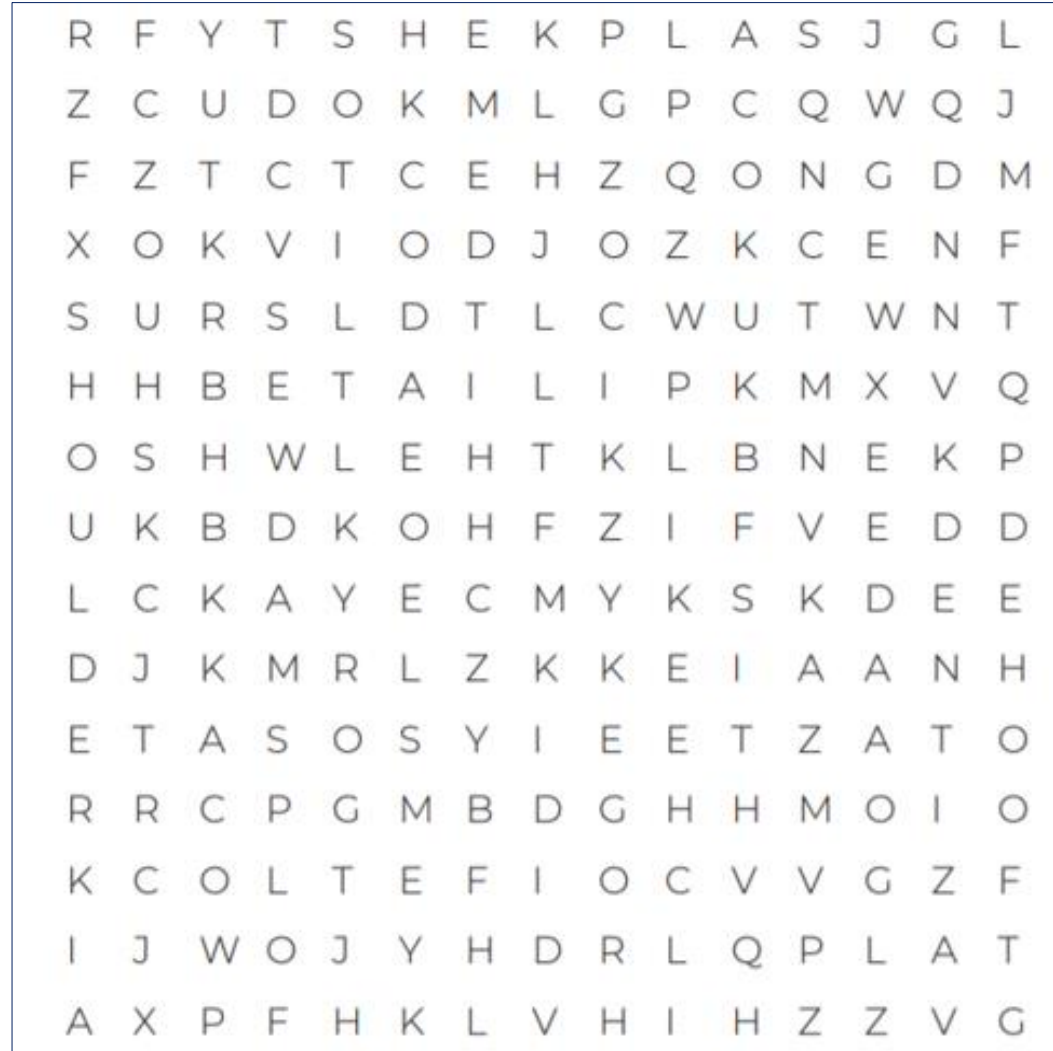 R F Y T S H E K P L A S J G L
Z C U D O K M L G P C Q W Q J
F Z T C T C E H Z Q O N G D M
X O K V I O D J O Z K C E N F
S U R S L D T L C W U T W N T
H H B E T A I L I P K M X V Q
O S H W L E H T K L B N E K P
U K B D K O H F Z I F V E D D
L C K A Y E C M Y K S K D E E
D J K M R L Z K K E I A A N H
E T A S O S Y I E E T Z A T O
R R C P G M B D G H H M O I O
K C O L T E F I O C V V G Z F
I J W O J Y H D R L Q P L A T
A X P F H K L V H I H Z Z V G